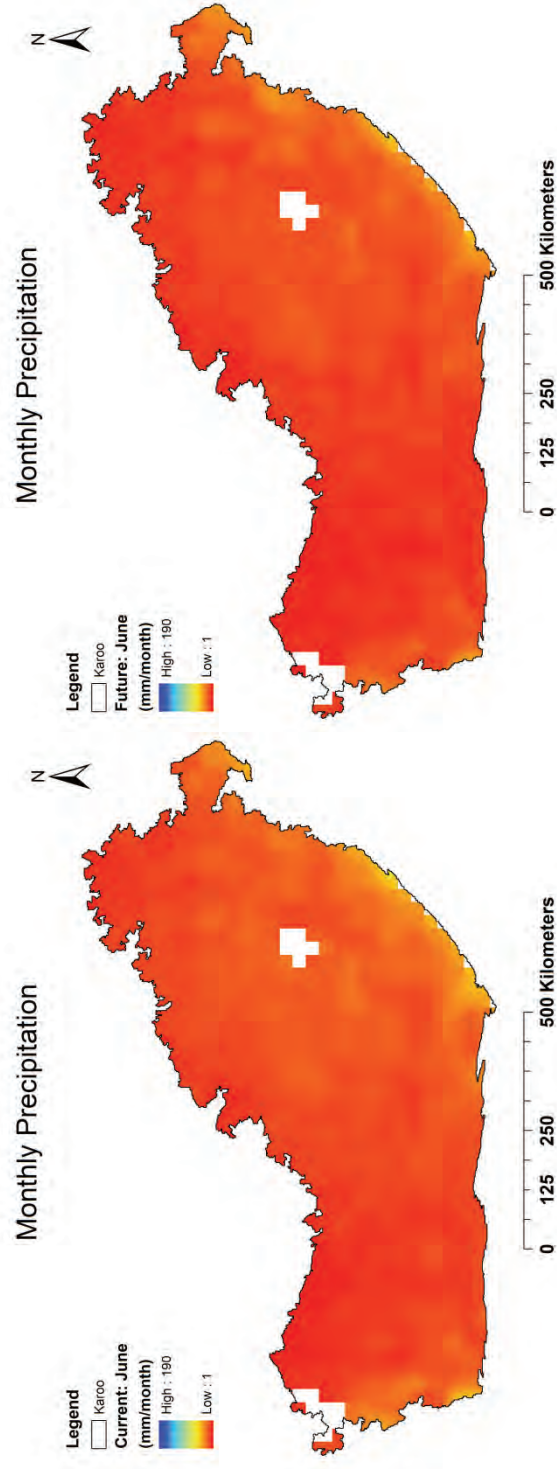 Monthly Precipitation
N
Legend
Karoo
Current: June
(mm/month)
High : 190
Low : 1
0 125 250 500 Kilometers
Monthly Precipitation
N
Legend
Karoo
Future: June
(mm/month)
High : 190
Low : 1
0 125 250 500 Kilometers